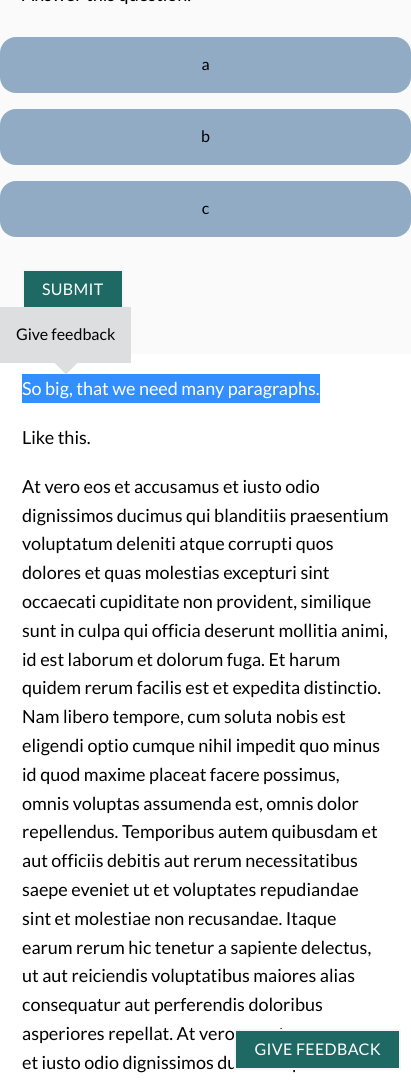 a
b
c
SUBMIT
Give feedback
So big, that we need many paragraphs.
Like this.
At vero eos et accusamus et iusto odio
dignissimos ducimus qui blanditiis praesentium
voluptatum deleniti atque corrupti quos
dolores et quas molestias excepturi sint
occaecati cupiditate non provident, similique
sunt in culpa qui officia deserunt mollitia animi,
id est laborum et dolorum fuga. Et harum
quidem rerum facilis est et expedita distinctio.
Nam libero tempore, cum soluta nobis est
eligendi optio cumque nihil impedit quo minus
id quod maxime placeat facere possimus,
omnis voluptas assumenda est, omnis dolor
repellendus. Temporibus autem quibusdam et
aut officiis debitis aut rerum necessitatibus
saepe eveniet ut et voluptates repudiandae
sint et molestiae non recusandae. Itaque
earum rerum hic tenetur a sapiente delectus,
ut aut reiciendis voluptatibus maiores alias
consequatur aut perferendis doloribus
asperiores repellat. At vero
et iusto odio dignissimos
GIVE FEEDBACK